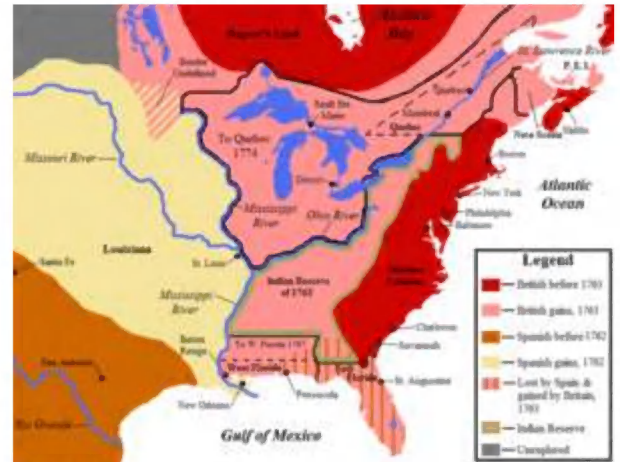 Rupert's Land
P. E. I.
St. Lawrence River
Sault Ste.
Marie
Quebec
Montreal
Quebec
To Quebec
1774
Nova Scotia
Halifax
Boston
Missouri River
Detroit
New York
Atlantic
Ocean
Mississippi
River
Ohio River
Philadelphia
Baltimore
Louisiana
St. Louis
Santa Fe
Indian Reserve
of 1763
Mississippi
River
Legend
British before 1763
British gains, 1763
Spanish before 1762
Spanish gains, 1762
Lost by Spain &
gained by Britain,
1763
Indian Reserve
Unexplored
Charleston
Savannah
Baton
Rouge
To W. Florida 1767
West Florida
East
Florida
St. Augustine
San Antonio
New Orleans
Pensacola
Rio Grande
Gulf of Mexico